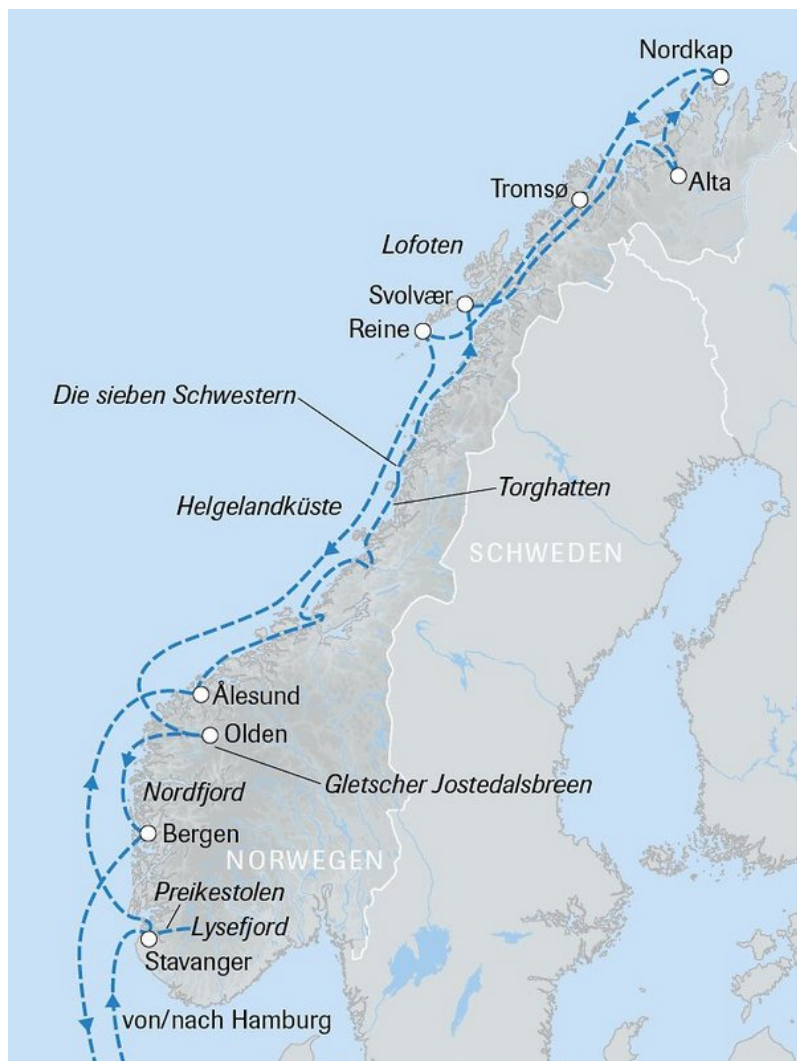 Nordkap
Alta
Tromsø
Lofoten
Svolvær
Reine
Die sieben Schwestern
Helgelandküste
Torghatten
SCHWEDEN
Ålesund
Olden
Gletscher Jostedalsbreen
Nordfjord
Bergen
NORWEGEN
Preikestolen
Lysefjord
Stavanger
von/nach Hamburg